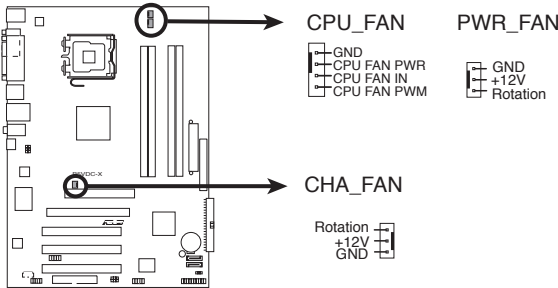 CPU_FAN
GND
CPU FAN PWR
CPU FAN IN
CPU FAN PWM
PWR_FAN
GND
+12V
Rotation
CHA_FAN
Rotation
+12V
GND